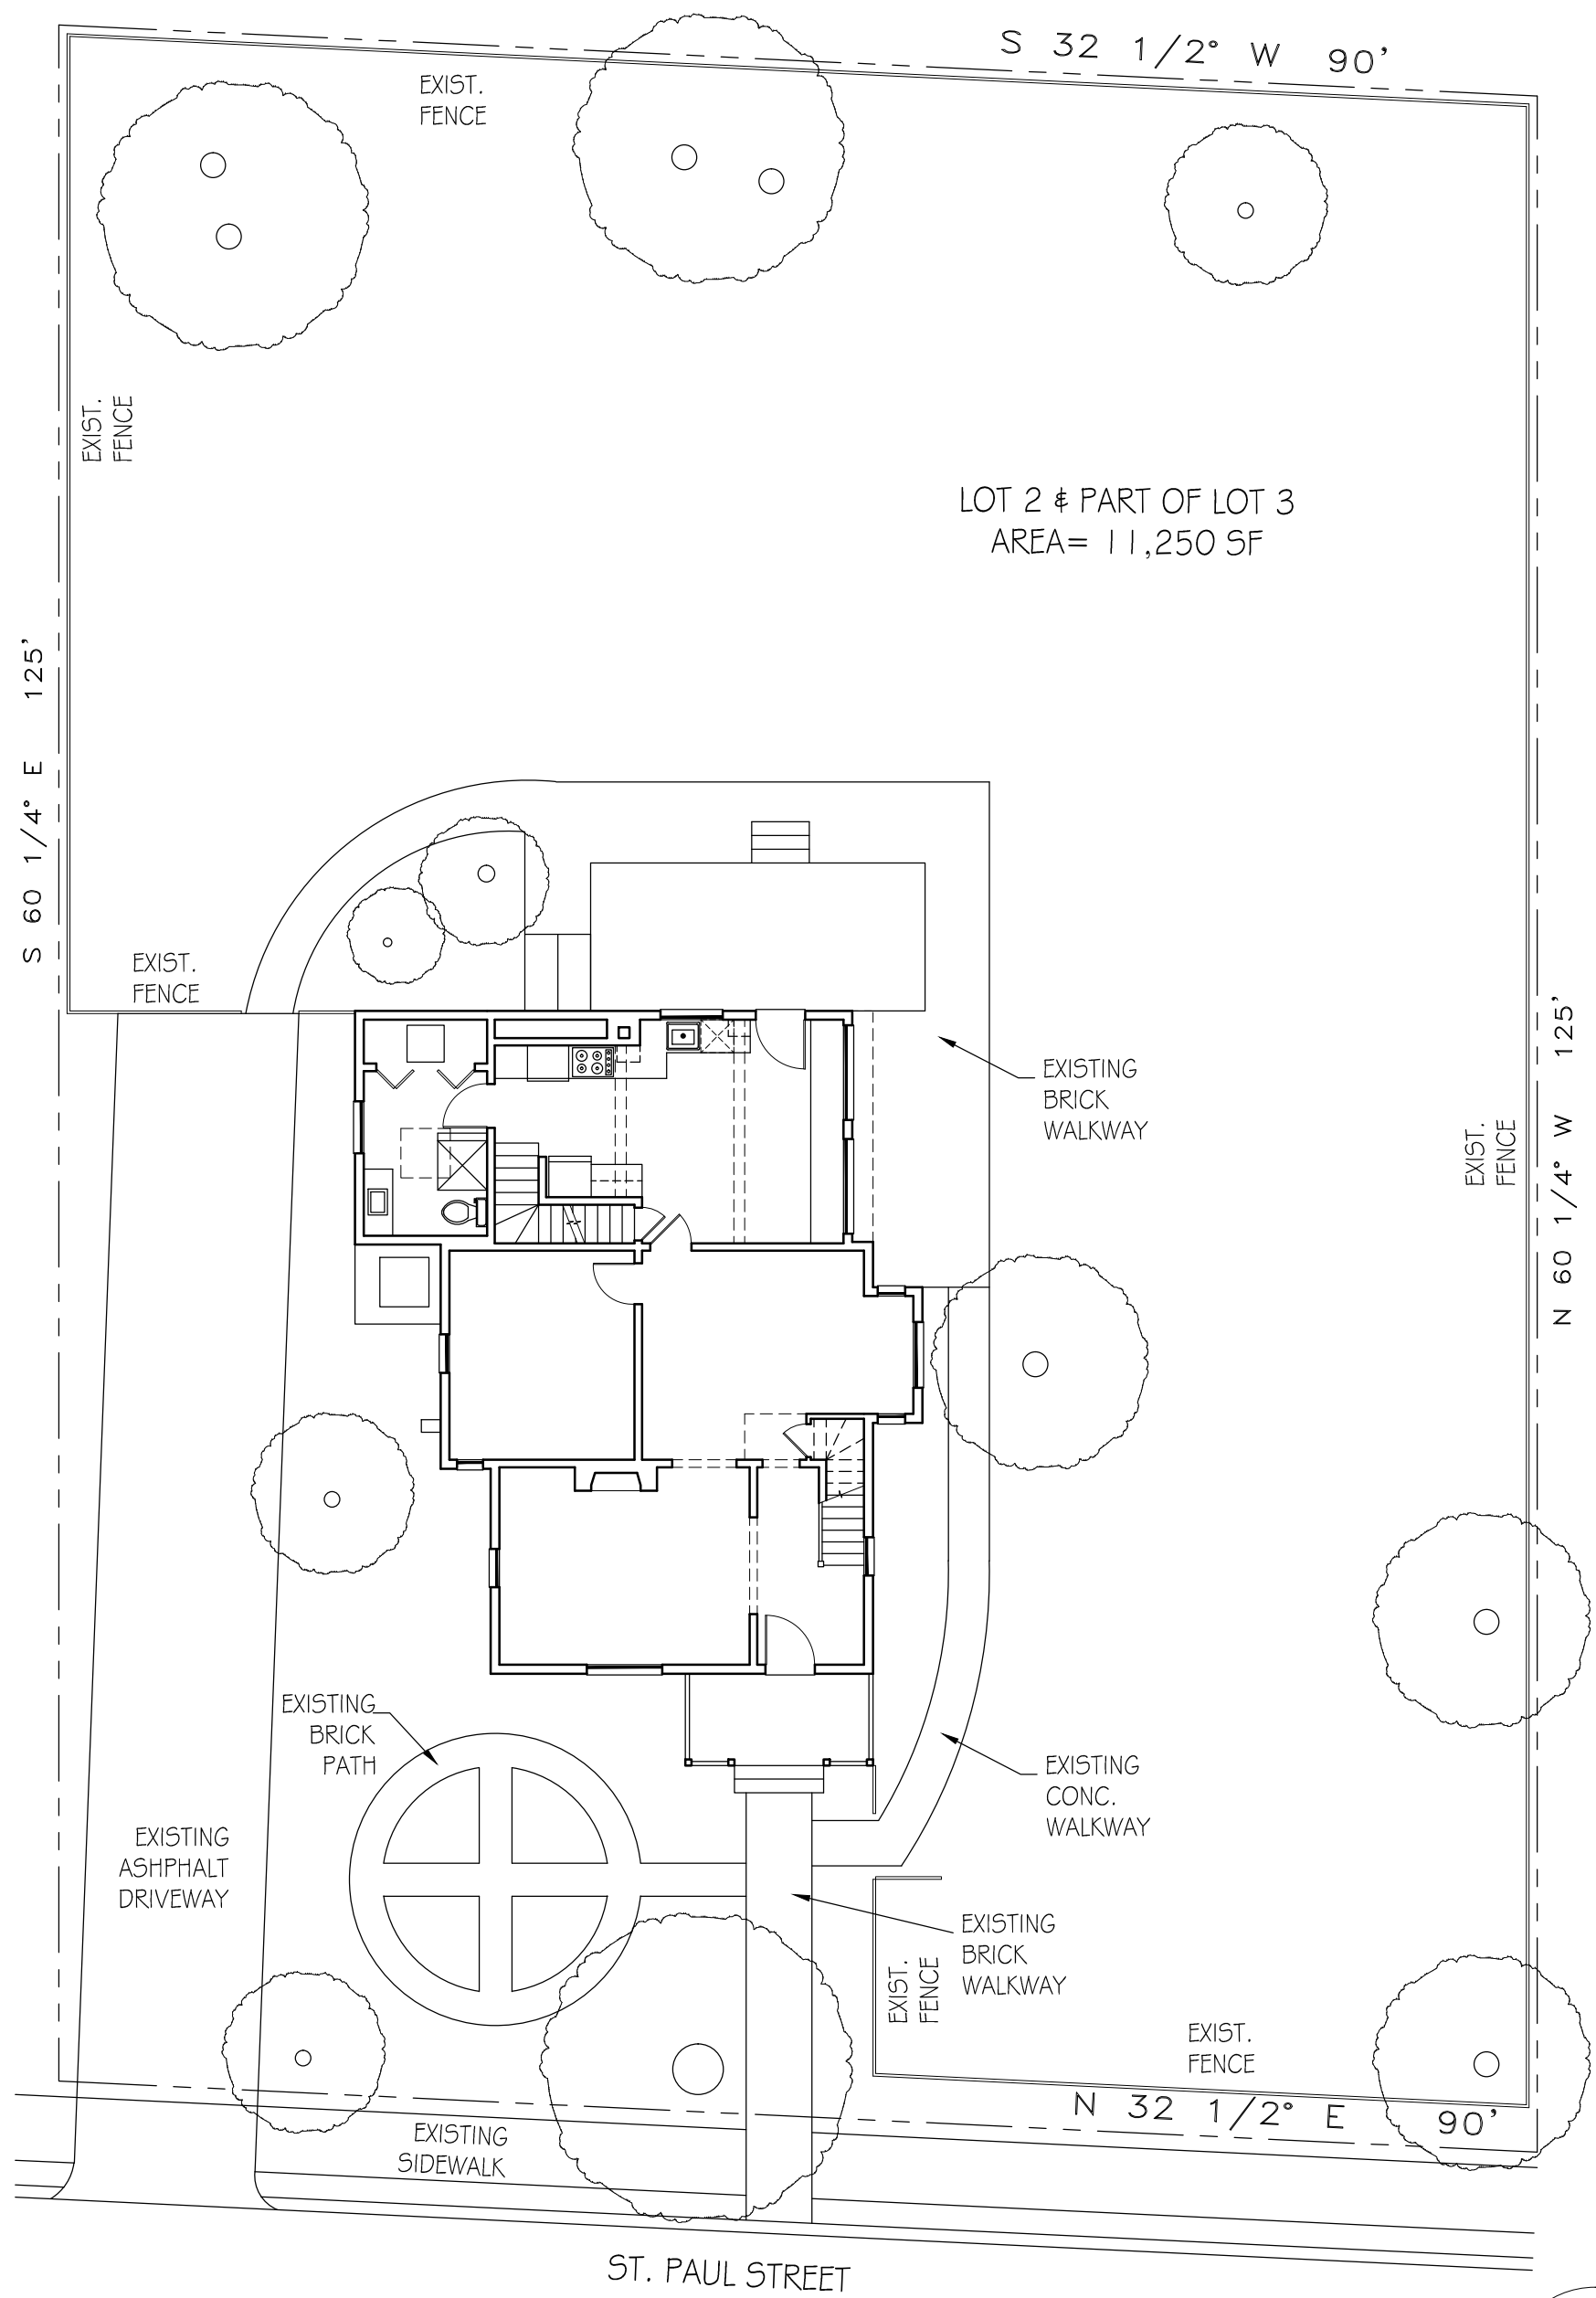 S 32 1/2° W 90'
EXIST.
FENCE
EXIST.
FENCE
LOT 2 & PART OF LOT 3
AREA= 11,250 SF
S 60 1/4° E 125'
EXIST.
FENCE
EXISTING
BRICK
WALKWAY
EXIST.
FENCE
N 60 1/4° W 125'
EXISTING
BRICK
PATH
EXISTING
CONC.
WALKWAY
EXISTING
ASHPHALT
DRIVEWAY
EXISTING
BRICK
WALKWAY
EXIST.
FENCE
EXIST.
FENCE
N 32 1/2° E 90'
EXISTING
SIDEWALK
ST. PAUL STREET